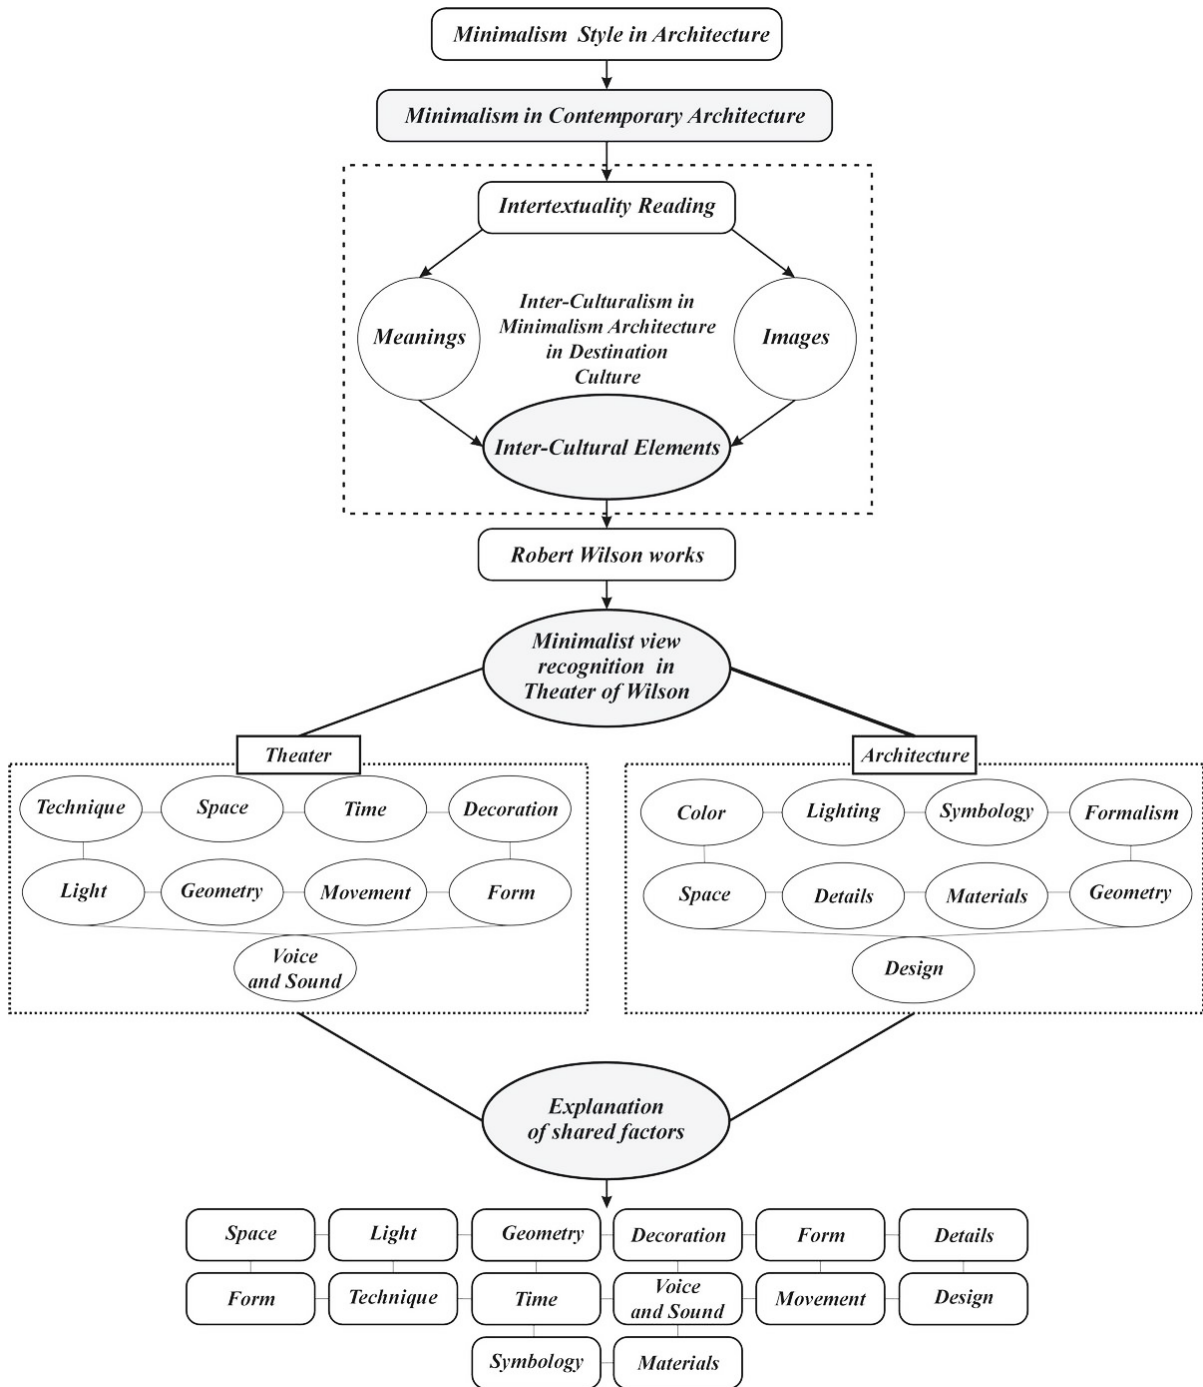 Minimalism Style in Architecture
Minimalism in Contemporary Architecture
Intertextuality Reading
Meanings
Inter-Culturalism in
Minimalism Architecture
in Destination
Culture
Images
Inter-Cultural Elements
Robert Wilson works
Minimalist view
recognition in
Theater of Wilson
Theater
Technique
Space
Time
Decoration
Light
Geometry
Movement
Form
Voice
and Sound
Architecture
Color
Lighting
Symbology
Formalism
Space
Details
Materials
Geometry
Design
Explanation
of shared factors
Space
Light
Geometry
Decoration
Form
Details
Form
Technique
Time
Voice
and Sound
Movement
Design
Symbology
Materials